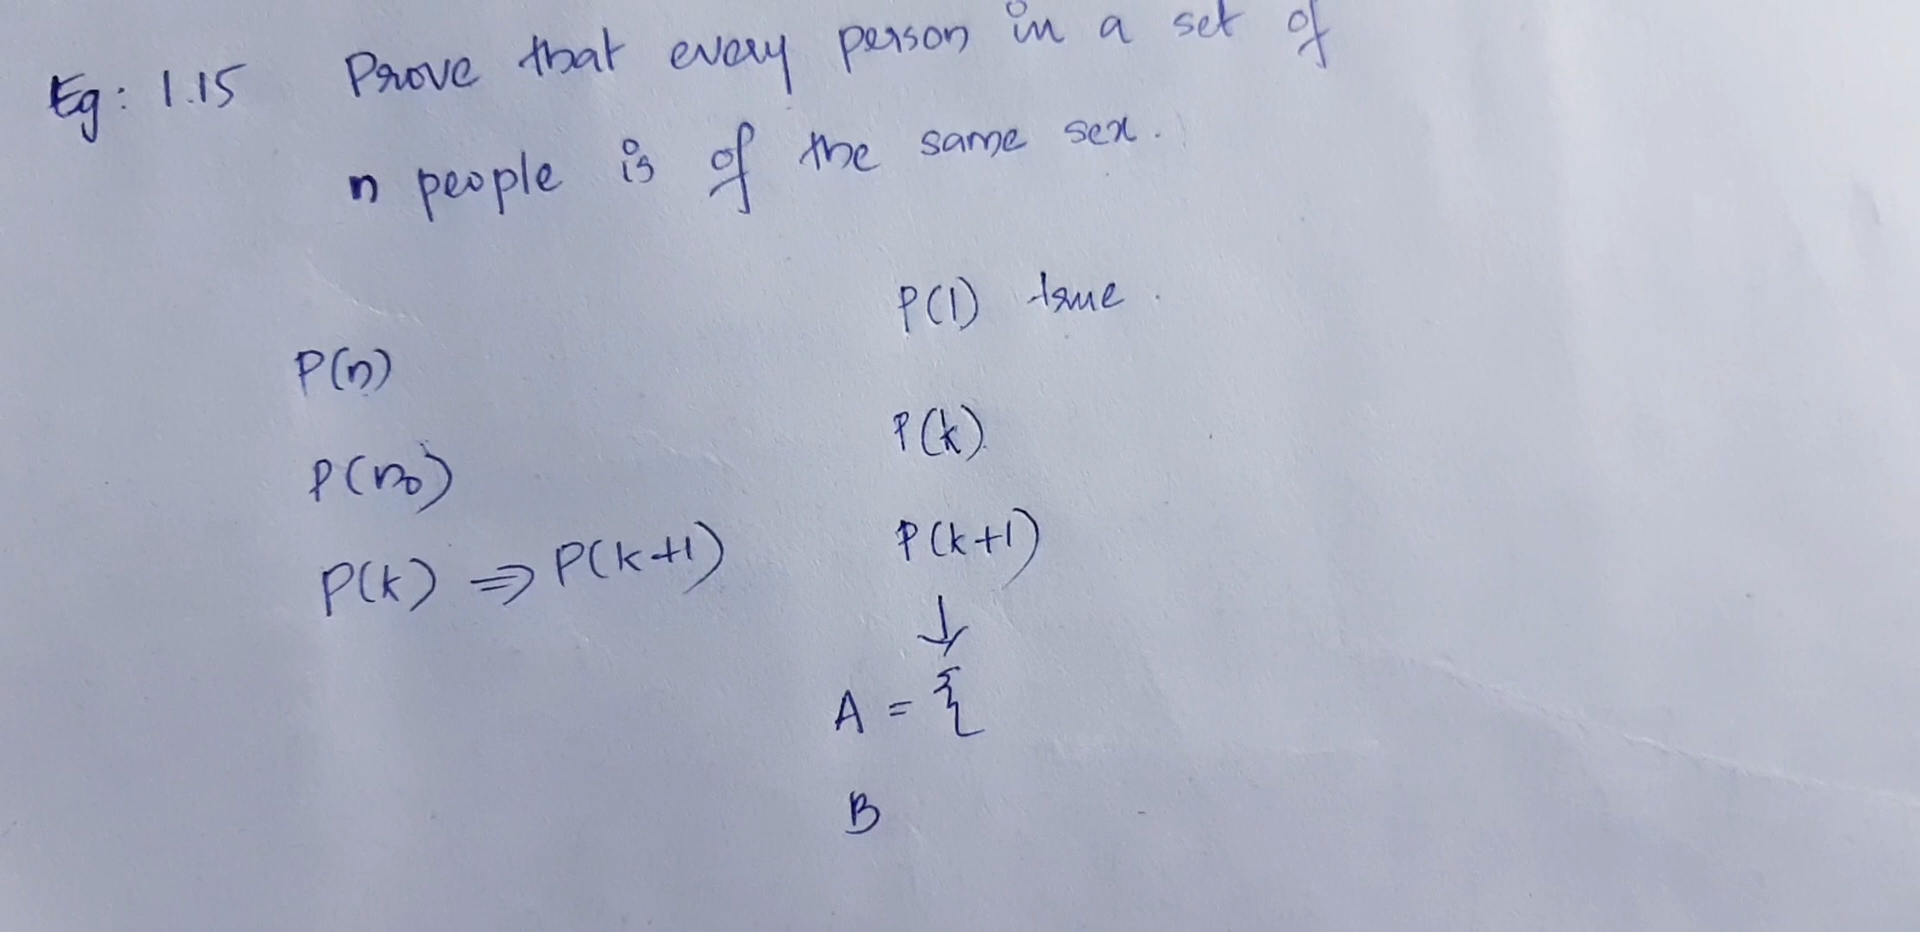 Eg: 1.15 Prove that every person in a set of
n people is of the same sex.
P(1) true.
P(n)
P(k)
P(n₀)
P(k+1)
P(k) ⇒ P(k+1)
↓
A = {
B